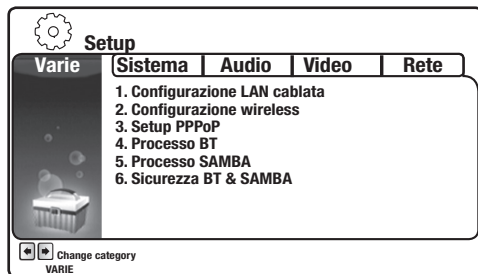 Setup
Varie Sistema Audio Video Rete
1. Configurazione LAN cablata
2. Configurazione wireless
3. Setup PPPoP
4. Processo BT
5. Processo SAMBA
6. Sicurezza BT & SAMBA
Change category
VARIE